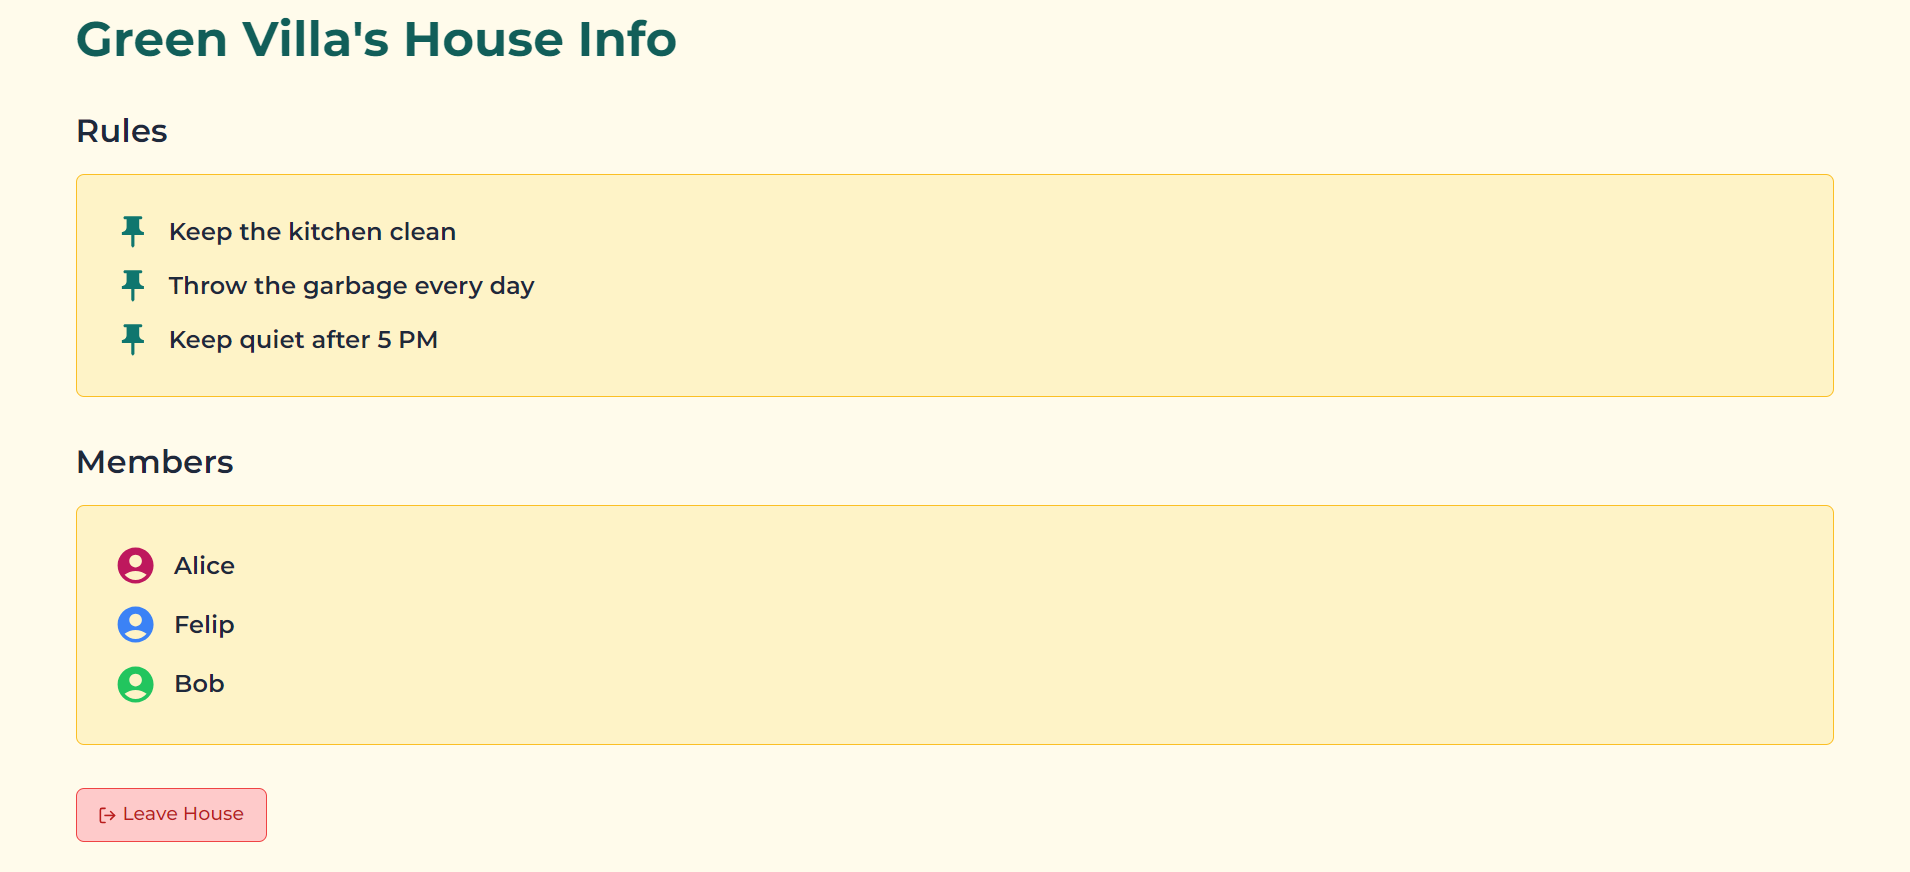 Green Villa's House Info
Rules
Keep the kitchen clean
Throw the garbage every day
Keep quiet after 5 PM
Members
Alice
Felip
Bob
Leave House